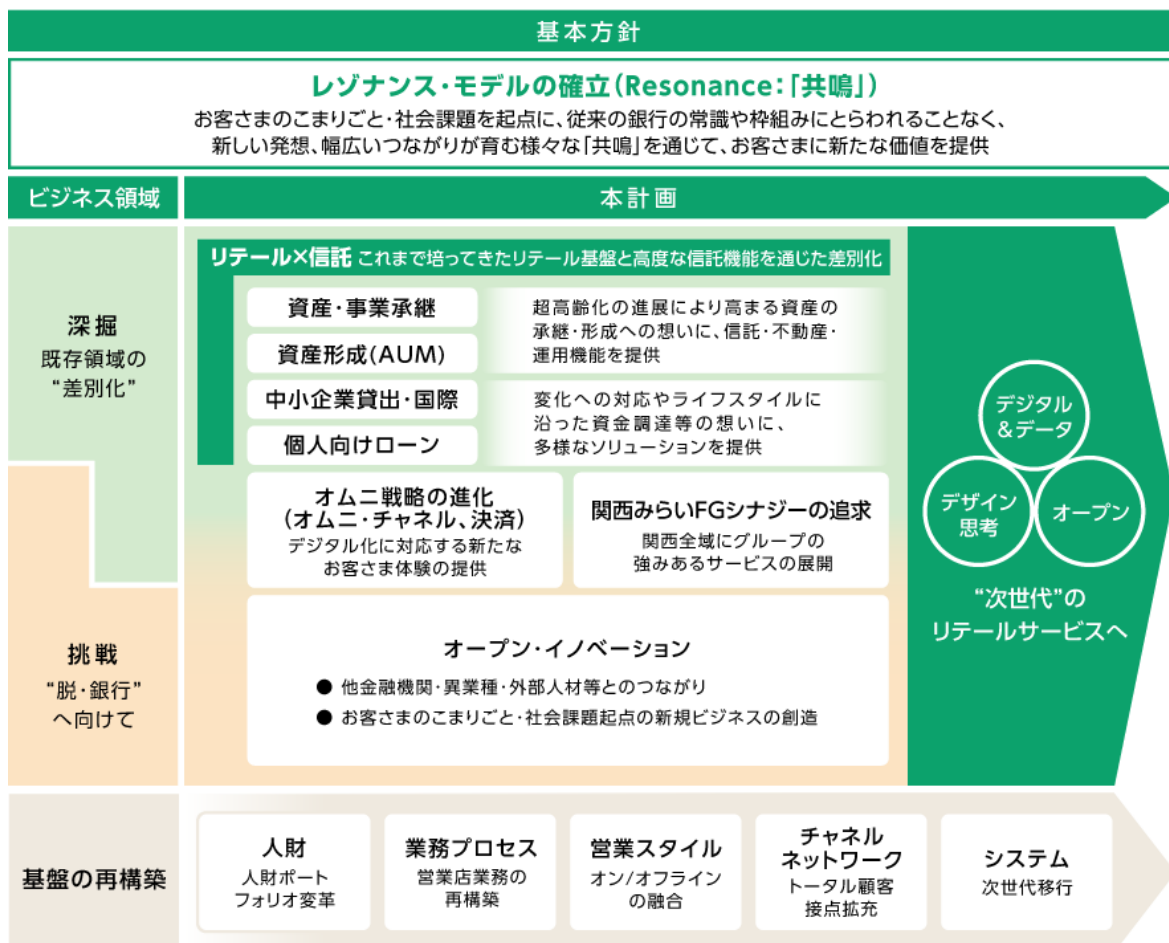 基本方針
レゾナンス・モデルの確立(Resonance:「共鳴」)
お客さまのこまりごと・社会課題を起点に、従来の銀行の常識や枠組みにとらわれることなく、
新しい発想、幅広いつながりが育む様々な「共鳴」を通じて、お客さまに新たな価値を提供
ビジネス領域
本計画
深掘
既存領域の
“差別化”
リテール×信託 これまで培ってきたリテール基盤と高度な信託機能を通じた差別化
資産・事業承継
資産形成(AUM)
超高齢化の進展により高まる資産の
承継・形成への想いに、信託・不動産・
運用機能を提供
中小企業貸出・国際
個人向けローン
変化への対応やライフスタイルに
沿った資金調達等の想いに、
多様なソリューションを提供
オムニ戦略の進化
(オムニ・チャネル、決済)
デジタル化に対応する新たな
お客さま体験の提供
関西みらいFGシナジーの追求
関西全域にグループの
強みあるサービスの展開
挑戦
“脱・銀行”
へ向けて
オープン・イノベーション
● 他金融機関・異業種・外部人材等とのつながり
● お客さまのこまりごと・社会課題起点の新規ビジネスの創造
デジタル
&データ
デザイン
思考
オープン
“次世代”の
リテールサービスへ
基盤の再構築
人財
人財ポート
フォリオ変革
業務プロセス
営業店業務の
再構築
営業スタイル
オン/オフライン
の融合
チャネル
ネットワーク
トータル顧客
接点拡充
システム
次世代移行